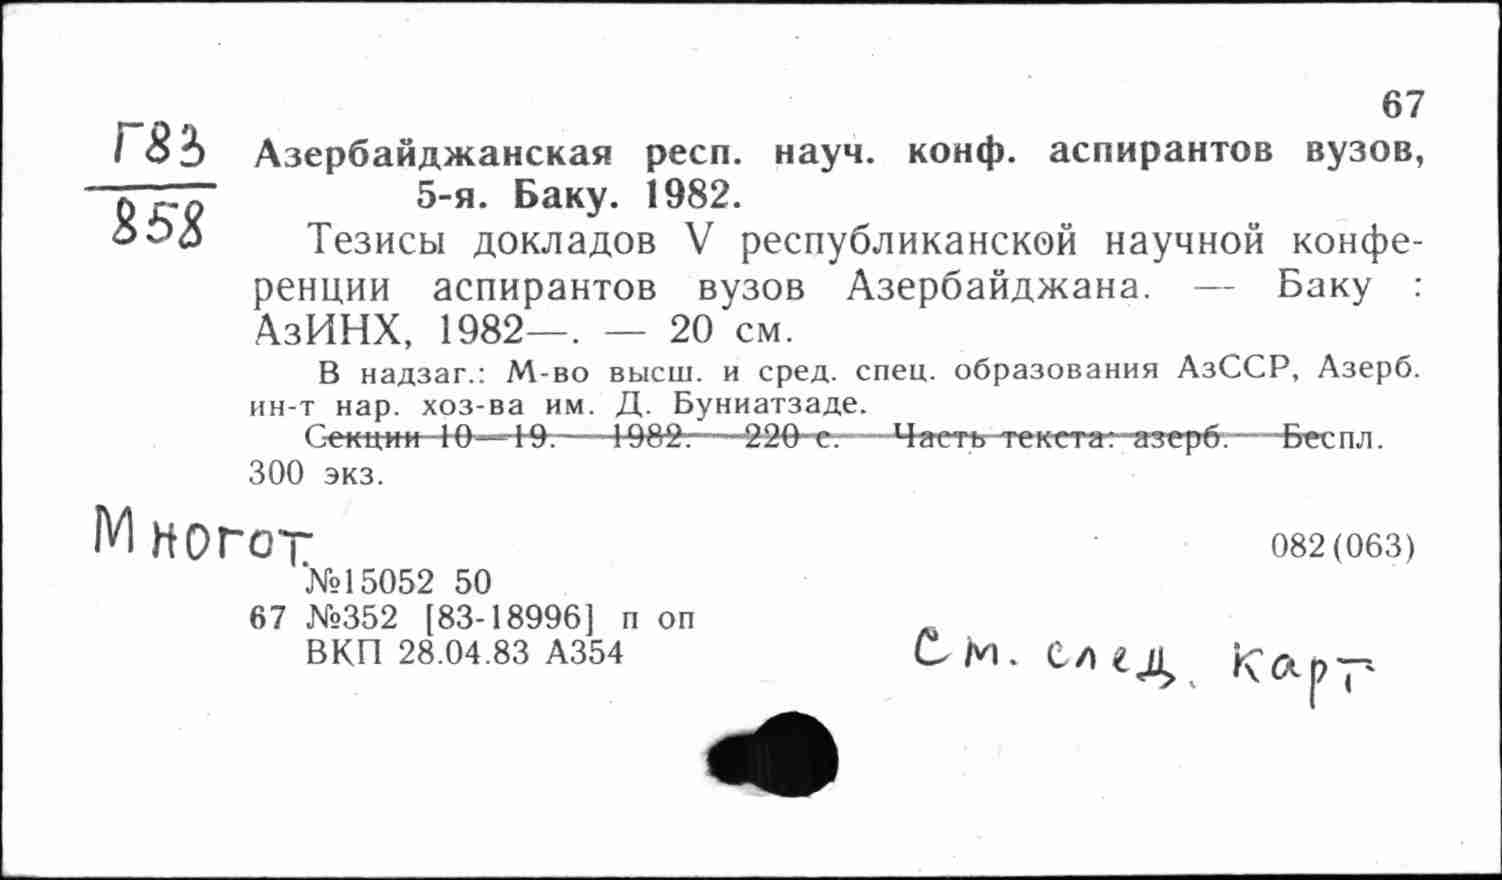 67
Г83
858
Азербайджанская респ. науч. конф. аспирантов вузов,
5-я. Баку. 1982.
Тезисы докладов V республиканской научной конфе-
ренции аспирантов вузов Азербайджана. — Баку :
АзИНХ, 1982—. — 20 см.
В надзаг.: М-во высш. и сред. спец. образования АзССР, Азерб.
ин-т нар. хоз-ва им. Д. Буниатзаде.
Секции 10—19. 1982. 220 с. Часть текста: азерб. Беспл.
300 экз.
Многот.
082(063)
№15052 50
67 №352 [83-18996] п оп
ВКП 28.04.83 А354
См. след. карт